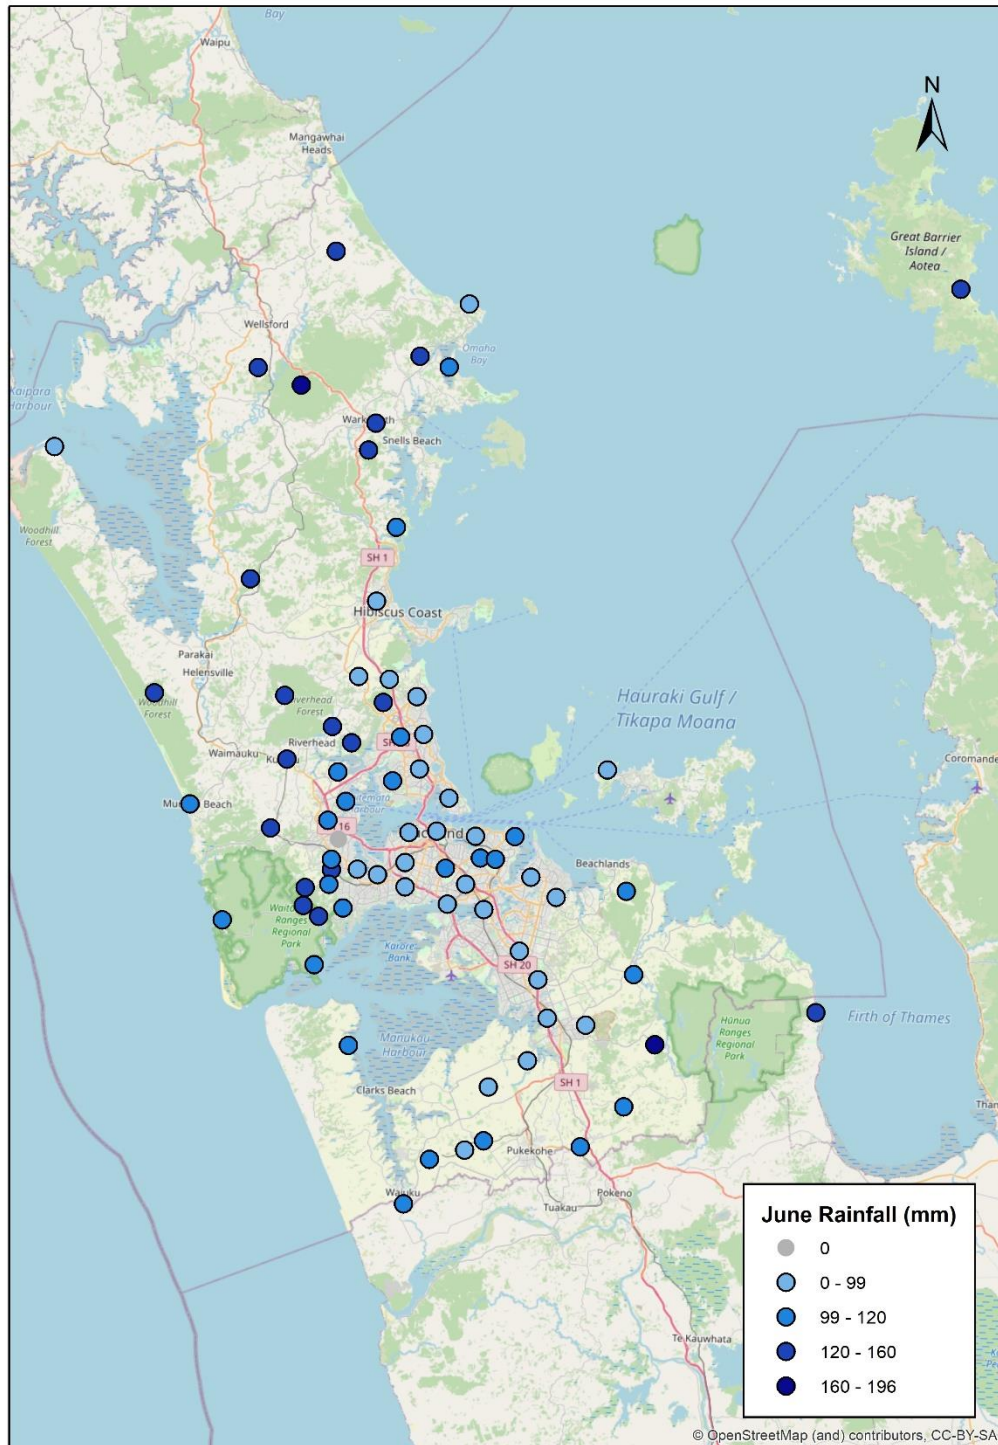 Bay
Waipu
N
Mangawhai
Heads
Great Barrier
Island /
Aotea
Wellsford
Omaha
Bay
Kaipara
Harbour
Snells Beach
Woodhill
Forest
SH 1
Hibiscus Coast
Parakai
Helensville
Hauraki Gulf /
Tikapa Moana
Forest
Riverhead
Waimauku
Coromande
Beach
16
Beachlands
Ranges
Regional
Park
Karore
Bank
SH 20
Hūnua
Ranges
Regional
Park
Firth of Thames
Manukau
Harbour
Clarks Beach
SH 1
Than
Pukekohe
Waiuku
Pokeno
Tuakau
Te Kauwhata
June Rainfall (mm)
0
0 - 99
99 - 120
120 - 160
160 - 196
© OpenStreetMap (and) contributors, CC-BY-SA